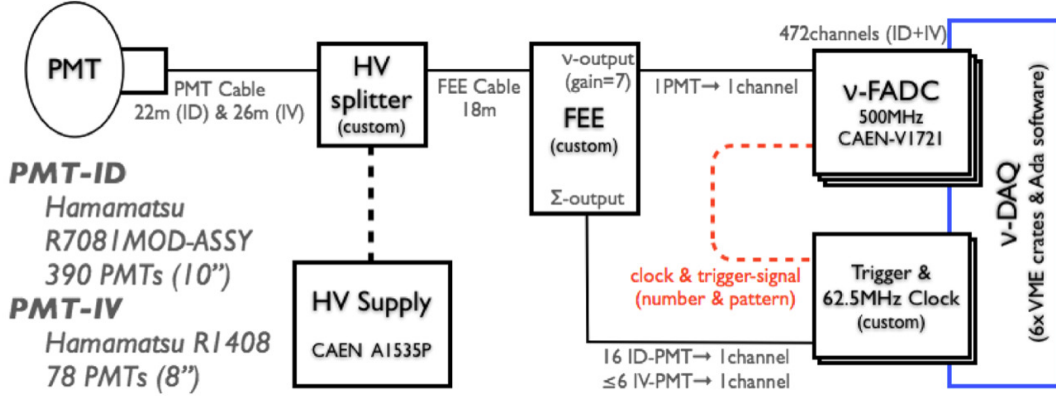 472channels (ID+IV)
PMT
PMT Cable
22m (ID) & 26m (IV)
HV
splitter
(custom)
FEE Cable
18m
ν-output
(gain=7)
FEE
(custom)
Σ-output
1PMT→ 1channel
ν-FADC
500MHz
CAEN-V1721
ν-DAQ
(6x VME crates & Ada software)
PMT-ID
Hamamatsu
R7081MOD-ASSY
390 PMTs (10”)
PMT-IV
Hamamatsu R1408
78 PMTs (8”)
HV Supply
CAEN A1535P
clock & trigger-signal
(number & pattern)
Trigger &
62.5MHz Clock
(custom)
16 ID-PMT→ 1channel
≤6 IV-PMT→ 1channel